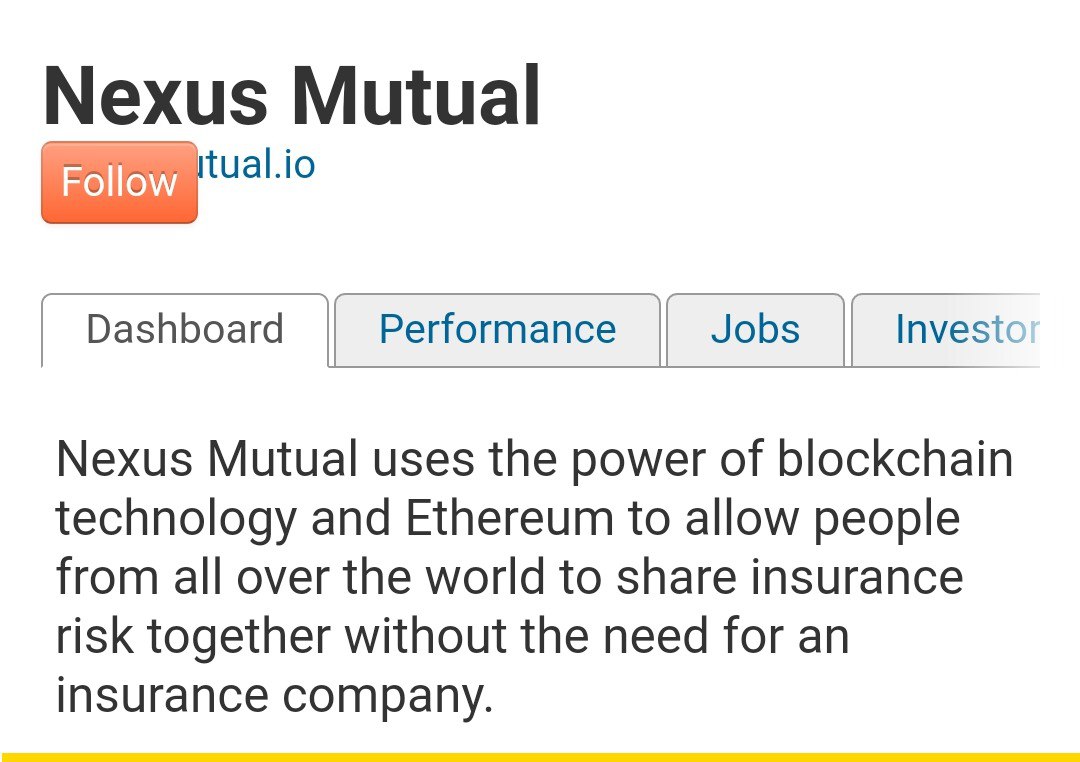 Nexus Mutual
Follow utual.io
Dashboard Performance Jobs Investor
Nexus Mutual uses the power of blockchain
technology and Ethereum to allow people
from all over the world to share insurance
risk together without the need for an
insurance company.